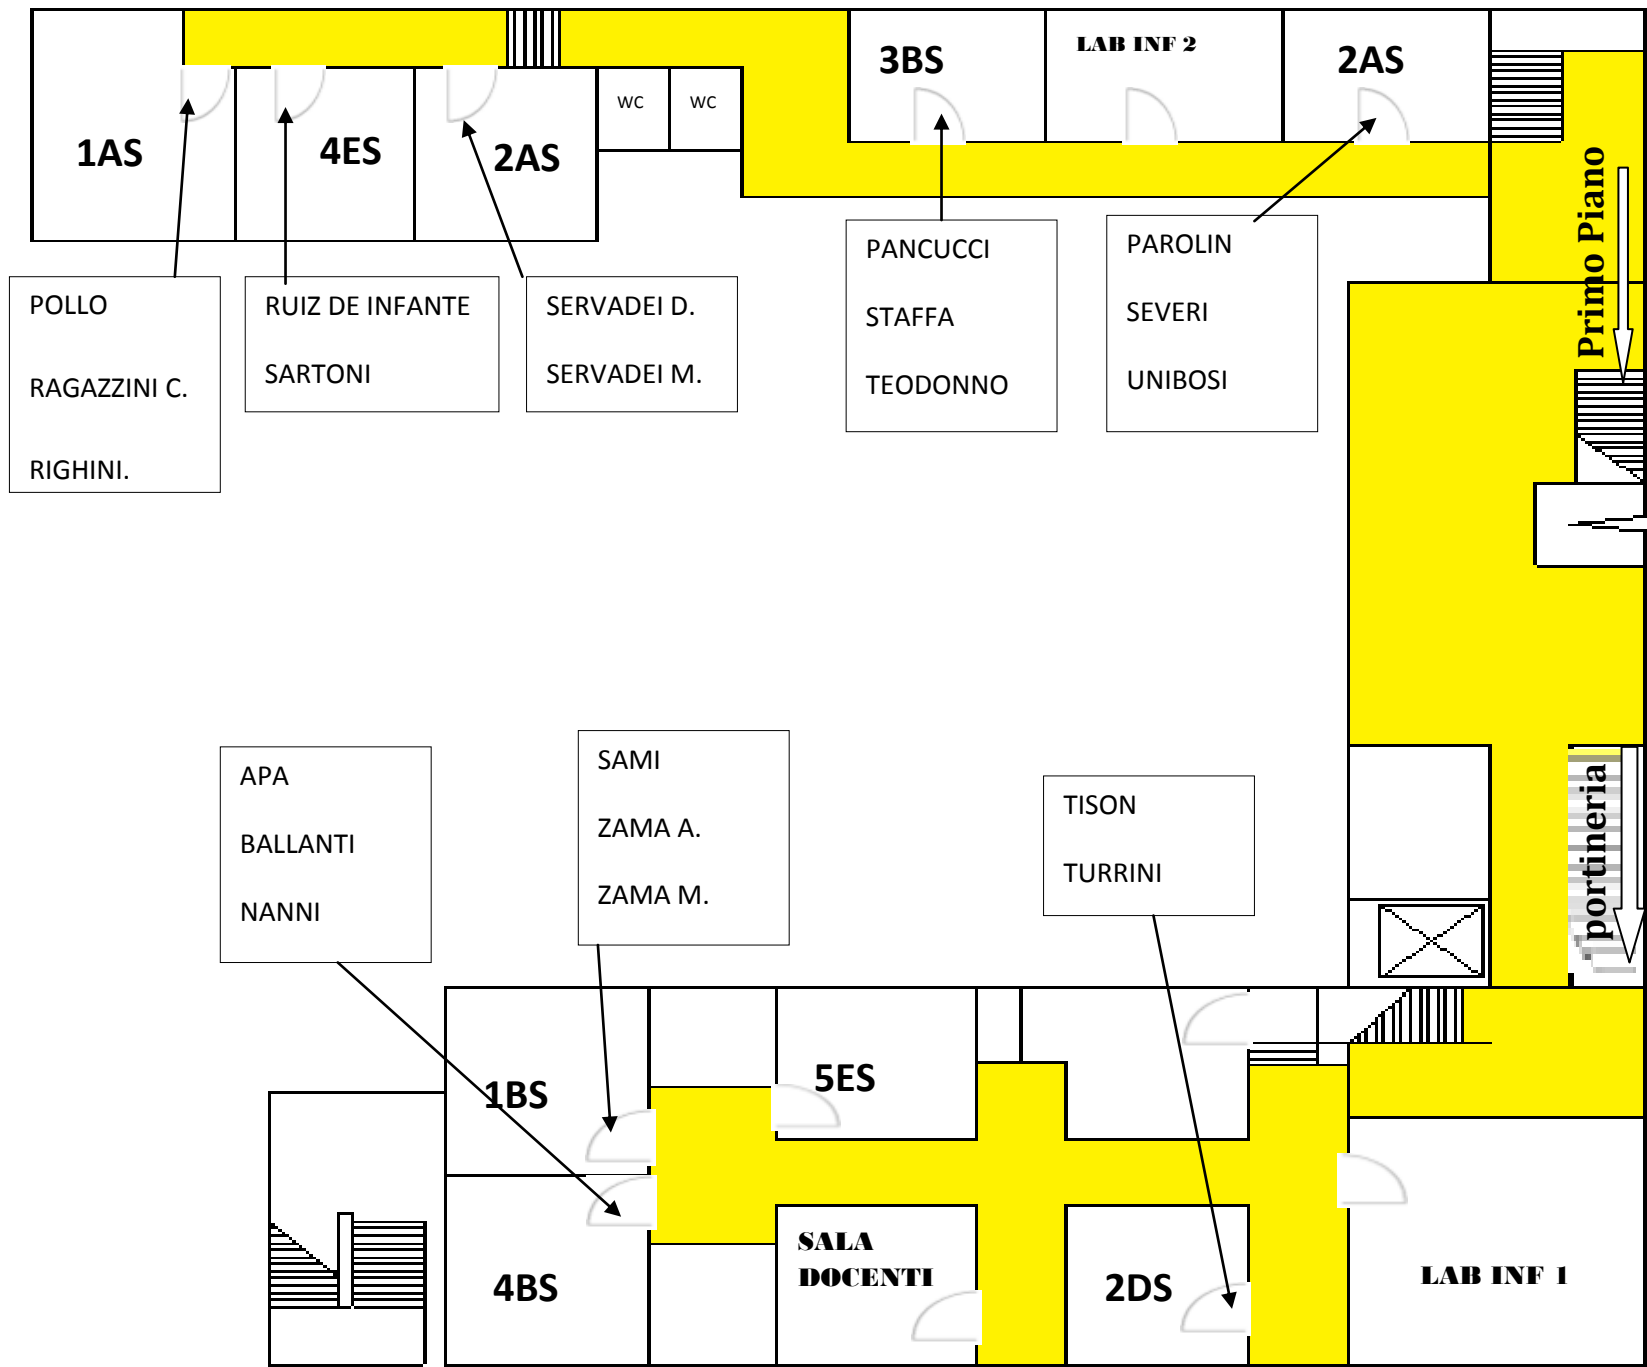 3BS
LAB INF 2
2AS
1AS
4ES
2AS
WC
WC
Primo Piano
POLLO
RAGAZZINI C.
RIGHINI.
RUIZ DE INFANTE
SARTONI
SERVADEI D.
SERVADEI M.
PANCUCCI
STAFFA
TEODONNO
PAROLIN
SEVERI
UNIBOSI
APA
BALLANTI
NANNI
SAMI
ZAMA A.
ZAMA M.
TISON
TURRINI
portineria
1BS
5ES
4BS
SALA
DOCENTI
2DS
LAB INF 1